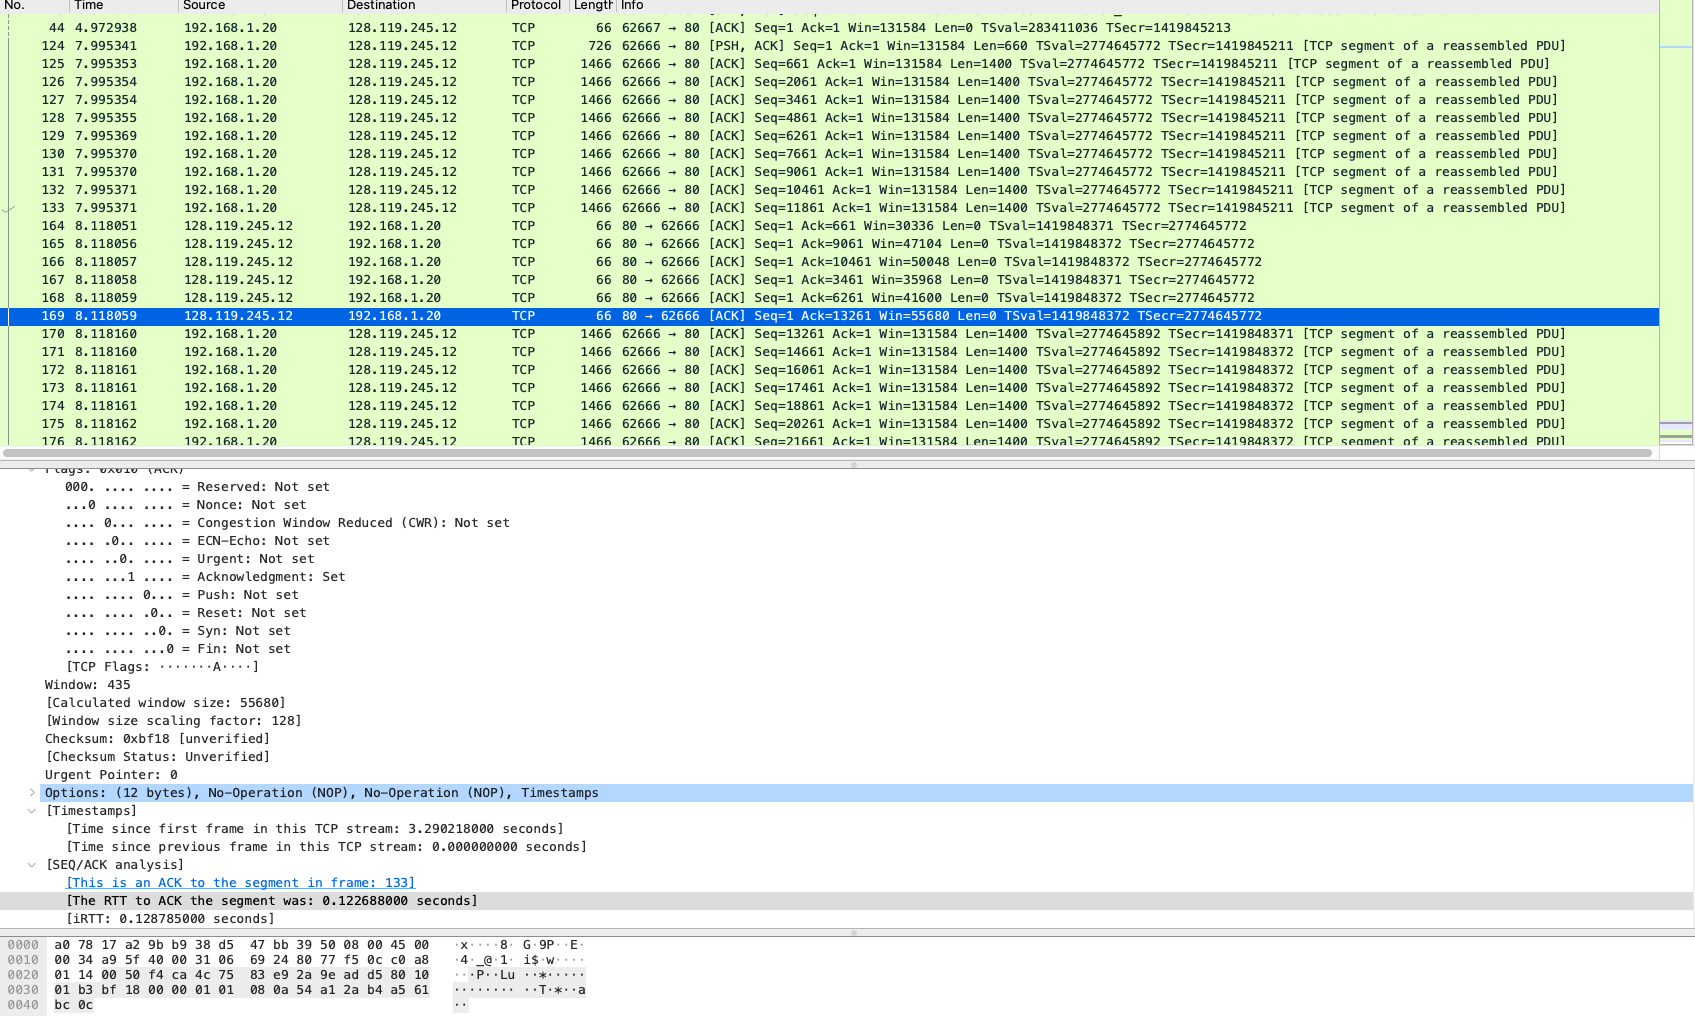 No. Time Source Destination Protocol Length Info
44 4.972938 192.168.1.20 128.119.245.12 TCP 66 62667 → 80 [ACK] Seq=1 Ack=1 Win=131584 Len=0 TSval=283411036 TSecr=1419845213
124 7.995341 192.168.1.20 128.119.245.12 TCP 726 62666 → 80 [PSH, ACK] Seq=1 Ack=1 Win=131584 Len=660 TSval=2774645772 TSecr=1419845211 [TCP segment of a reassembled PDU]
125 7.995353 192.168.1.20 128.119.245.12 TCP 1466 62666 → 80 [ACK] Seq=661 Ack=1 Win=131584 Len=1400 TSval=2774645772 TSecr=1419845211 [TCP segment of a reassembled PDU]
126 7.995354 192.168.1.20 128.119.245.12 TCP 1466 62666 → 80 [ACK] Seq=2061 Ack=1 Win=131584 Len=1400 TSval=2774645772 TSecr=1419845211 [TCP segment of a reassembled PDU]
127 7.995354 192.168.1.20 128.119.245.12 TCP 1466 62666 → 80 [ACK] Seq=3461 Ack=1 Win=131584 Len=1400 TSval=2774645772 TSecr=1419845211 [TCP segment of a reassembled PDU]
128 7.995355 192.168.1.20 128.119.245.12 TCP 1466 62666 → 80 [ACK] Seq=4861 Ack=1 Win=131584 Len=1400 TSval=2774645772 TSecr=1419845211 [TCP segment of a reassembled PDU]
129 7.995369 192.168.1.20 128.119.245.12 TCP 1466 62666 → 80 [ACK] Seq=6261 Ack=1 Win=131584 Len=1400 TSval=2774645772 TSecr=1419845211 [TCP segment of a reassembled PDU]
130 7.995370 192.168.1.20 128.119.245.12 TCP 1466 62666 → 80 [ACK] Seq=7661 Ack=1 Win=131584 Len=1400 TSval=2774645772 TSecr=1419845211 [TCP segment of a reassembled PDU]
131 7.995370 192.168.1.20 128.119.245.12 TCP 1466 62666 → 80 [ACK] Seq=9061 Ack=1 Win=131584 Len=1400 TSval=2774645772 TSecr=1419845211 [TCP segment of a reassembled PDU]
132 7.995371 192.168.1.20 128.119.245.12 TCP 1466 62666 → 80 [ACK] Seq=10461 Ack=1 Win=131584 Len=1400 TSval=2774645772 TSecr=1419845211 [TCP segment of a reassembled PDU]
133 7.995371 192.168.1.20 128.119.245.12 TCP 1466 62666 → 80 [ACK] Seq=11861 Ack=1 Win=131584 Len=1400 TSval=2774645772 TSecr=1419845211 [TCP segment of a reassembled PDU]
164 8.118051 128.119.245.12 192.168.1.20 TCP 66 80 → 62666 [ACK] Seq=1 Ack=661 Win=30336 Len=0 TSval=1419848371 TSecr=2774645772
165 8.118056 128.119.245.12 192.168.1.20 TCP 66 80 → 62666 [ACK] Seq=1 Ack=9061 Win=47104 Len=0 TSval=1419848372 TSecr=2774645772
166 8.118057 128.119.245.12 192.168.1.20 TCP 66 80 → 62666 [ACK] Seq=1 Ack=10461 Win=50048 Len=0 TSval=1419848372 TSecr=2774645772
167 8.118058 128.119.245.12 192.168.1.20 TCP 66 80 → 62666 [ACK] Seq=1 Ack=3461 Win=35968 Len=0 TSval=1419848371 TSecr=2774645772
168 8.118059 128.119.245.12 192.168.1.20 TCP 66 80 → 62666 [ACK] Seq=1 Ack=6261 Win=41600 Len=0 TSval=1419848372 TSecr=2774645772
169 8.118059 128.119.245.12 192.168.1.20 TCP 66 80 → 62666 [ACK] Seq=1 Ack=13261 Win=55680 Len=0 TSval=1419848372 TSecr=2774645772
170 8.118160 192.168.1.20 128.119.245.12 TCP 1466 62666 → 80 [ACK] Seq=13261 Ack=1 Win=131584 Len=1400 TSval=2774645892 TSecr=1419848371 [TCP segment of a reassembled PDU]
171 8.118160 192.168.1.20 128.119.245.12 TCP 1466 62666 → 80 [ACK] Seq=14661 Ack=1 Win=131584 Len=1400 TSval=2774645892 TSecr=1419848372 [TCP segment of a reassembled PDU]
172 8.118161 192.168.1.20 128.119.245.12 TCP 1466 62666 → 80 [ACK] Seq=16061 Ack=1 Win=131584 Len=1400 TSval=2774645892 TSecr=1419848372 [TCP segment of a reassembled PDU]
173 8.118161 192.168.1.20 128.119.245.12 TCP 1466 62666 → 80 [ACK] Seq=17461 Ack=1 Win=131584 Len=1400 TSval=2774645892 TSecr=1419848372 [TCP segment of a reassembled PDU]
174 8.118161 192.168.1.20 128.119.245.12 TCP 1466 62666 → 80 [ACK] Seq=18861 Ack=1 Win=131584 Len=1400 TSval=2774645892 TSecr=1419848372 [TCP segment of a reassembled PDU]
175 8.118162 192.168.1.20 128.119.245.12 TCP 1466 62666 → 80 [ACK] Seq=20261 Ack=1 Win=131584 Len=1400 TSval=2774645892 TSecr=1419848372 [TCP segment of a reassembled PDU]
176 8.118162 192.168.1.20 128.119.245.12 TCP 1466 62666 → 80 [ACK] Seq=21661 Ack=1 Win=131584 Len=1400 TSval=2774645892 TSecr=1419848372 [TCP segment of a reassembled PDU]
Flags: 0x010 (ACK)
000. .... .... = Reserved: Not set
...0 .... .... = Nonce: Not set
.... 0... .... = Congestion Window Reduced (CWR): Not set
.... .0.. .... = ECN-Echo: Not set
.... ..0. .... = Urgent: Not set
.... ...1 .... = Acknowledgment: Set
.... .... 0... = Push: Not set
.... .... .0.. = Reset: Not set
.... .... ..0. = Syn: Not set
.... .... ...0 = Fin: Not set
[TCP Flags: ·······A····]
Window: 435
[Calculated window size: 55680]
[Window size scaling factor: 128]
Checksum: 0xbf18 [unverified]
[Checksum Status: Unverified]
Urgent Pointer: 0
Options: (12 bytes), No-Operation (NOP), No-Operation (NOP), Timestamps
[Timestamps]
[Time since first frame in this TCP stream: 3.290218000 seconds]
[Time since previous frame in this TCP stream: 0.000000000 seconds]
[SEQ/ACK analysis]
[This is an ACK to the segment in frame: 133]
[The RTT to ACK the segment was: 0.122688000 seconds]
[iRTT: 0.128785000 seconds]
0000 a0 78 17 a2 9b b9 38 d5 47 bb 39 50 08 00 45 00 ·x····8· G·9P··E·
0010 00 34 a9 5f 40 00 31 06 69 24 80 77 f5 0c c0 a8 ·4·_@·1· i$·w····
0020 01 14 00 50 f4 ca 4c 75 83 e9 2a 9e ad d5 80 10 ···P··Lu ··*·····
0030 01 b3 bf 18 00 00 01 01 08 0a 54 a1 2a b4 a5 61 ········ ··T·*··a
0040 bc 0c ··